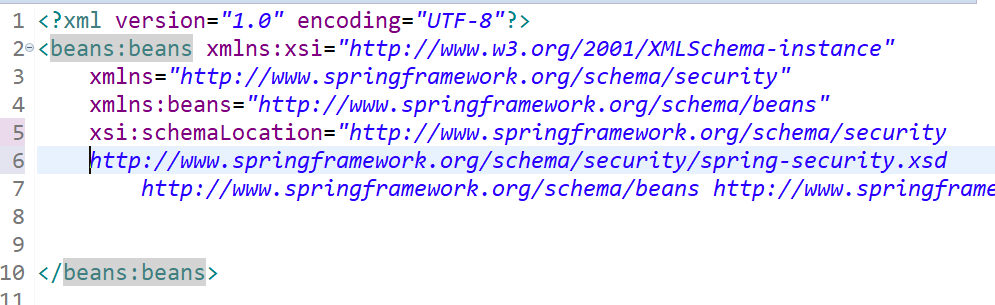 1 <?xml version="1.0" encoding="UTF-8"?>
2 <beans:beans xmlns:xsi="http://www.w3.org/2001/XMLSchema-instance"
3 xmlns="http://www.springframework.org/schema/security"
4 xmlns:beans="http://www.springframework.org/schema/beans"
5 xsi:schemaLocation="http://www.springframework.org/schema/security
6 http://www.springframework.org/schema/security/spring-security.xsd
7 http://www.springframework.org/schema/beans http://www.springframe
8
9
10 </beans:beans>
11